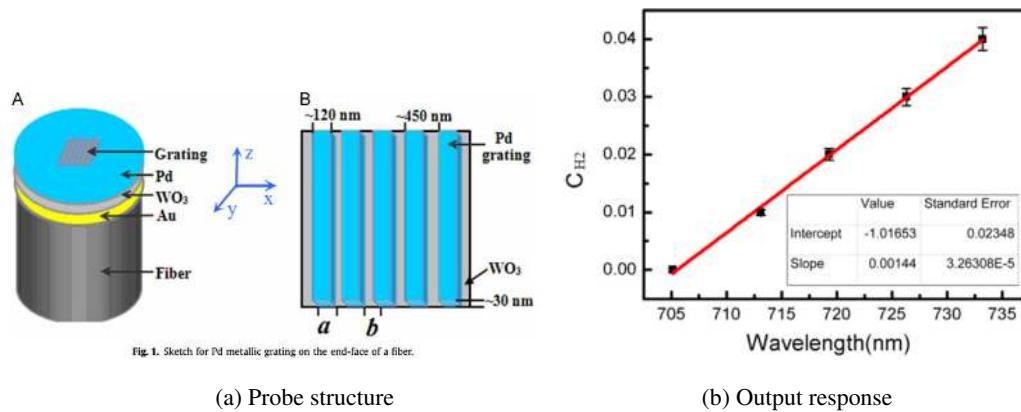 A
Grating
Pd
WO3
Au
Fiber
z
x
y
B
~120 nm
~450 nm
Pd
grating
WO3
~30 nm
a
b
Fig. 1. Sketch for Pd metallic grating on the end-face of a fiber.
(a) Probe structure
CH2
0.04
0.03
0.02
0.01
0.00
Value Standard Error
Intercept -1.01653 0.02348
Slope 0.00144 3.26308E-5
705 710 715 720 725 730 735
Wavelength(nm)
(b) Output response